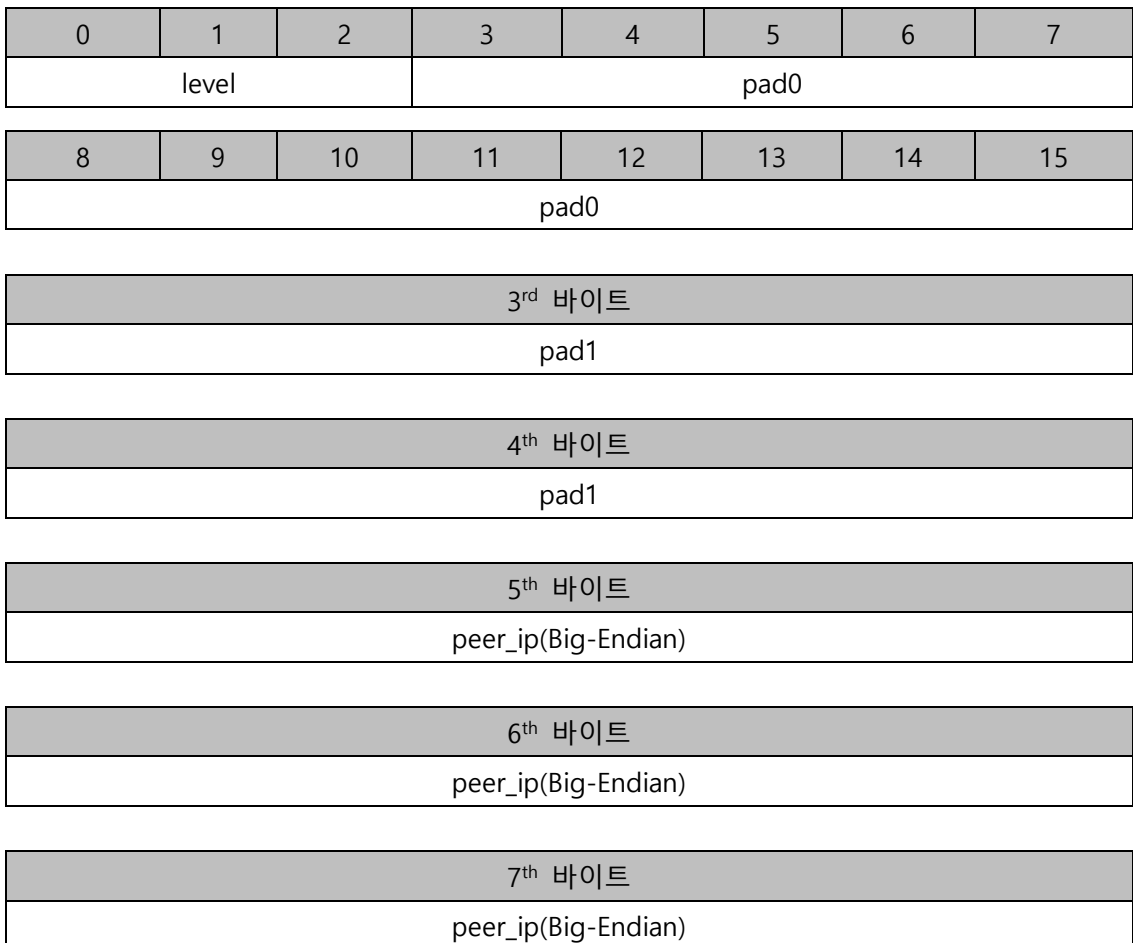 0 1 2 3 4 5 6 7
level pad0
8 9 10 11 12 13 14 15
pad0
3rd 바이트
pad1
4th 바이트
pad1
5th 바이트
peer_ip(Big-Endian)
6th 바이트
peer_ip(Big-Endian)
7th 바이트
peer_ip(Big-Endian)